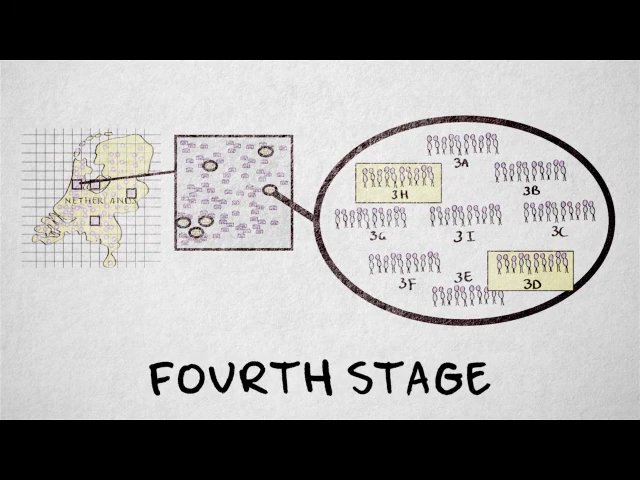 NETHERLANDS
3A
3H
3B
3G
3I
3C
3F
3E
3D
FOURTH STAGE